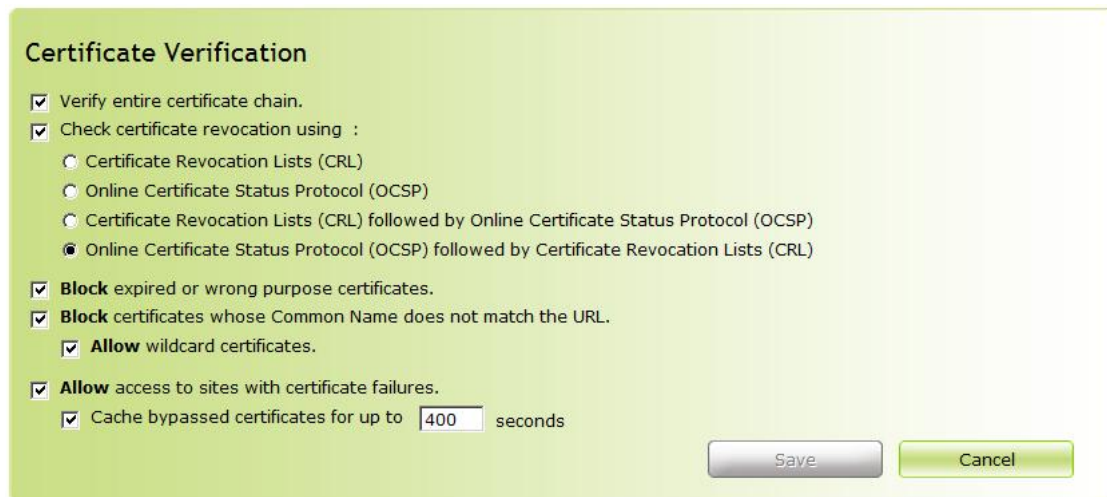 Certificate Verification
Verify entire certificate chain.
Check certificate revocation using :
Certificate Revocation Lists (CRL)
Online Certificate Status Protocol (OCSP)
Certificate Revocation Lists (CRL) followed by Online Certificate Status Protocol (OCSP)
Online Certificate Status Protocol (OCSP) followed by Certificate Revocation Lists (CRL)
Block expired or wrong purpose certificates.
Block certificates whose Common Name does not match the URL.
Allow wildcard certificates.
Allow access to sites with certificate failures.
Cache bypassed certificates for up to 400 seconds
Save Cancel